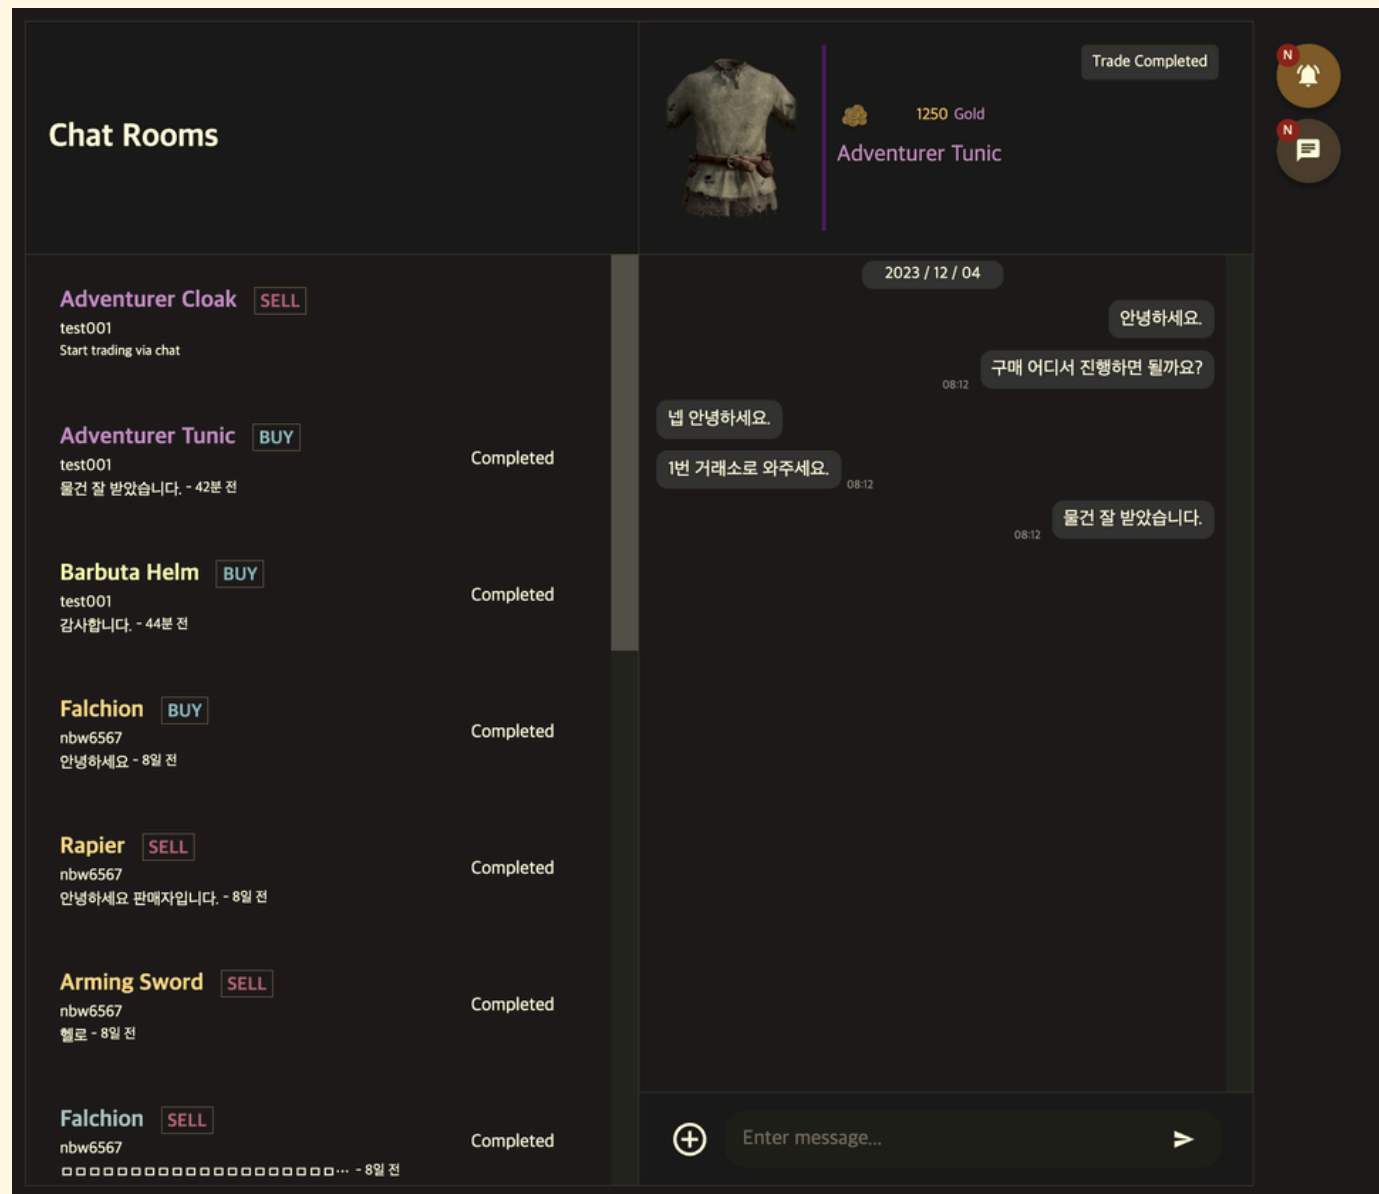 Chat Rooms
Trade Completed
1250 Gold
Adventurer Tunic
N
N
Adventurer Cloak SELL
test001
Start trading via chat
Adventurer Tunic BUY
test001
물건 잘 받았습니다. - 42분 전
Completed
Barbuta Helm BUY
test001
감사합니다. - 44분 전
Completed
Falchion BUY
nbw6567
안녕하세요 - 8일 전
Completed
Rapier SELL
nbw6567
안녕하세요 판매자입니다. - 8일 전
Completed
Arming Sword SELL
nbw6567
헬로 - 8일 전
Completed
Falchion SELL
nbw6567
ㅁㅁㅁㅁㅁㅁㅁㅁㅁㅁㅁㅁㅁㅁㅁㅁㅁㅁㅁㅁ... - 8일 전
Completed
2023 / 12 / 04
안녕하세요.
구매 어디서 진행하면 될까요?
08:12
넵 안녕하세요.
1번 거래소로 와주세요.
08:12
물건 잘 받았습니다.
08:12
Enter message...